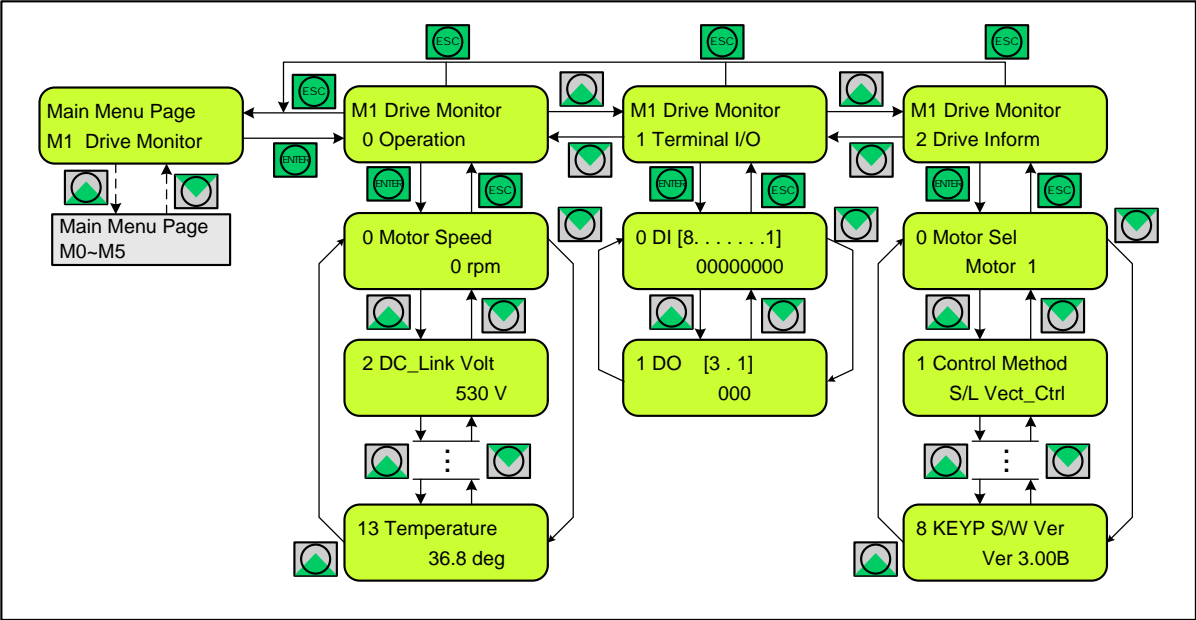 ESC
ESC
ESC
ESC
Main Menu Page
M1 Drive Monitor
ENTER
Main Menu Page
M0~M5
M1 Drive Monitor
0 Operation
M1 Drive Monitor
1 Terminal I/O
M1 Drive Monitor
2 Drive Inform
ENTER
ESC
ENTER
ESC
ENTER
ESC
0 Motor Speed
0 rpm
0 DI [8. . . . . . .1]
00000000
0 Motor Sel
Motor 1
2 DC_Link Volt
530 V
1 DO [3 . 1]
000
1 Control Method
S/L Vect_Ctrl
⋮
⋮
13 Temperature
36.8 deg
8 KEYP S/W Ver
Ver 3.00B